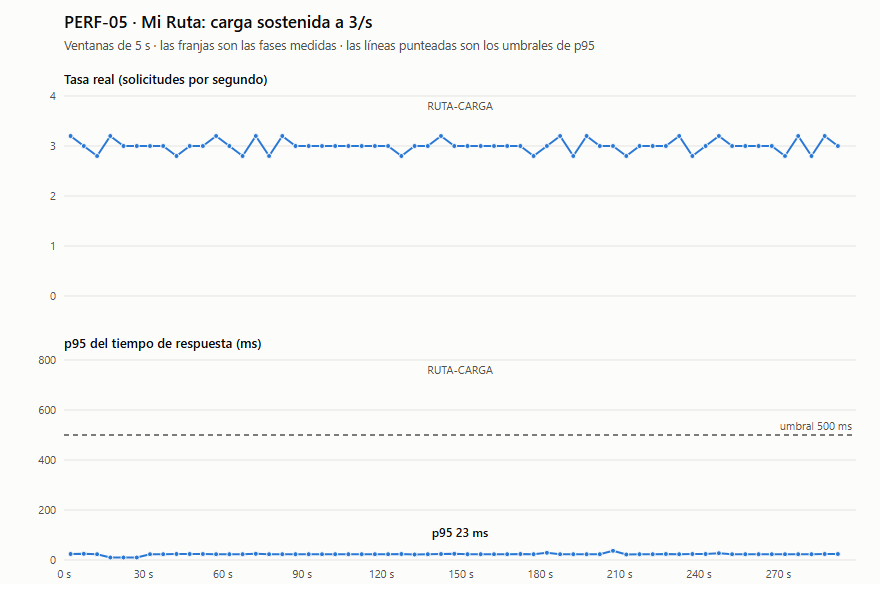 PERF-05 · Mi Ruta: carga sostenida a 3/s
Ventanas de 5 s · las franjas son las fases medidas · las líneas punteadas son los umbrales de p95
Tasa real (solicitudes por segundo)
4
RUTA-CARGA
3
2
1
0
p95 del tiempo de respuesta (ms)
800
RUTA-CARGA
600
umbral 500 ms
400
200
p95 23 ms
0
0 s 30 s 60 s 90 s 120 s 150 s 180 s 210 s 240 s 270 s